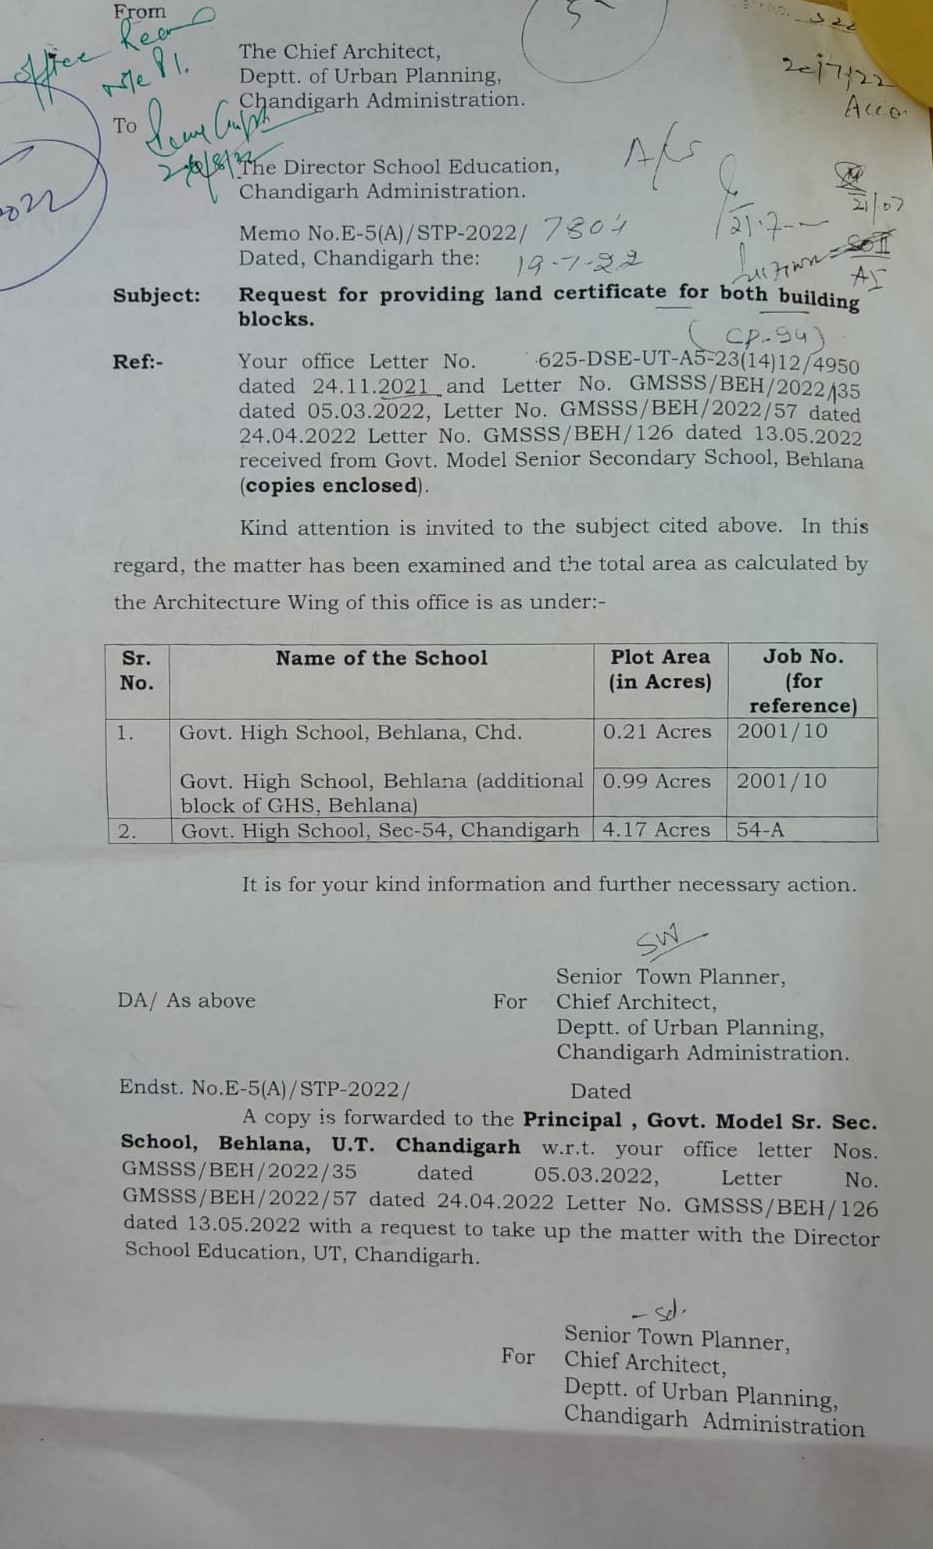 From
Office
The Chief Architect,
Deptt. of Urban Planning,
Chandigarh Administration.
20/7/22
To
A/Cs
The Director School Education,
Chandigarh Administration.
21/07
2022
21.7
Memo No.E-5(A)/STP-2022/ 7804
Dated, Chandigarh the: 19-7-22
Subject: Request for providing land certificate for both building
blocks.
(CP-94)
Ref:- Your office Letter No. 625-DSE-UT-A5-23(14)12/4950
dated 24.11.2021 and Letter No. GMSSS/BEH/2022/135
dated 05.03.2022, Letter No. GMSSS/BEH/2022/57 dated
24.04.2022 Letter No. GMSSS/BEH/126 dated 13.05.2022
received from Govt. Model Senior Secondary School, Behlana
(copies enclosed).
Kind attention is invited to the subject cited above. In this
regard, the matter has been examined and the total area as calculated by
the Architecture Wing of this office is as under:-
Sr. No. Name of the School Plot Area (in Acres) Job No. (for reference)
1. Govt. High School, Behlana, Chd. 0.21 Acres 2001/10
Govt. High School, Behlana (additional 0.99 Acres 2001/10
block of GHS, Behlana)
2. Govt. High School, Sec-54, Chandigarh 4.17 Acres 54-A
It is for your kind information and further necessary action.
Senior Town Planner,
DA/ As above For Chief Architect,
Deptt. of Urban Planning,
Chandigarh Administration.
Endst. No.E-5(A)/STP-2022/ Dated
A copy is forwarded to the Principal , Govt. Model Sr. Sec.
School, Behlana, U.T. Chandigarh w.r.t. your office letter Nos.
GMSSS/BEH/2022/35 dated 05.03.2022, Letter No.
GMSSS/BEH/2022/57 dated 24.04.2022 Letter No. GMSSS/BEH/126
dated 13.05.2022 with a request to take up the matter with the Director
School Education, UT, Chandigarh.
-sd-
Senior Town Planner,
For Chief Architect,
Deptt. of Urban Planning,
Chandigarh Administration